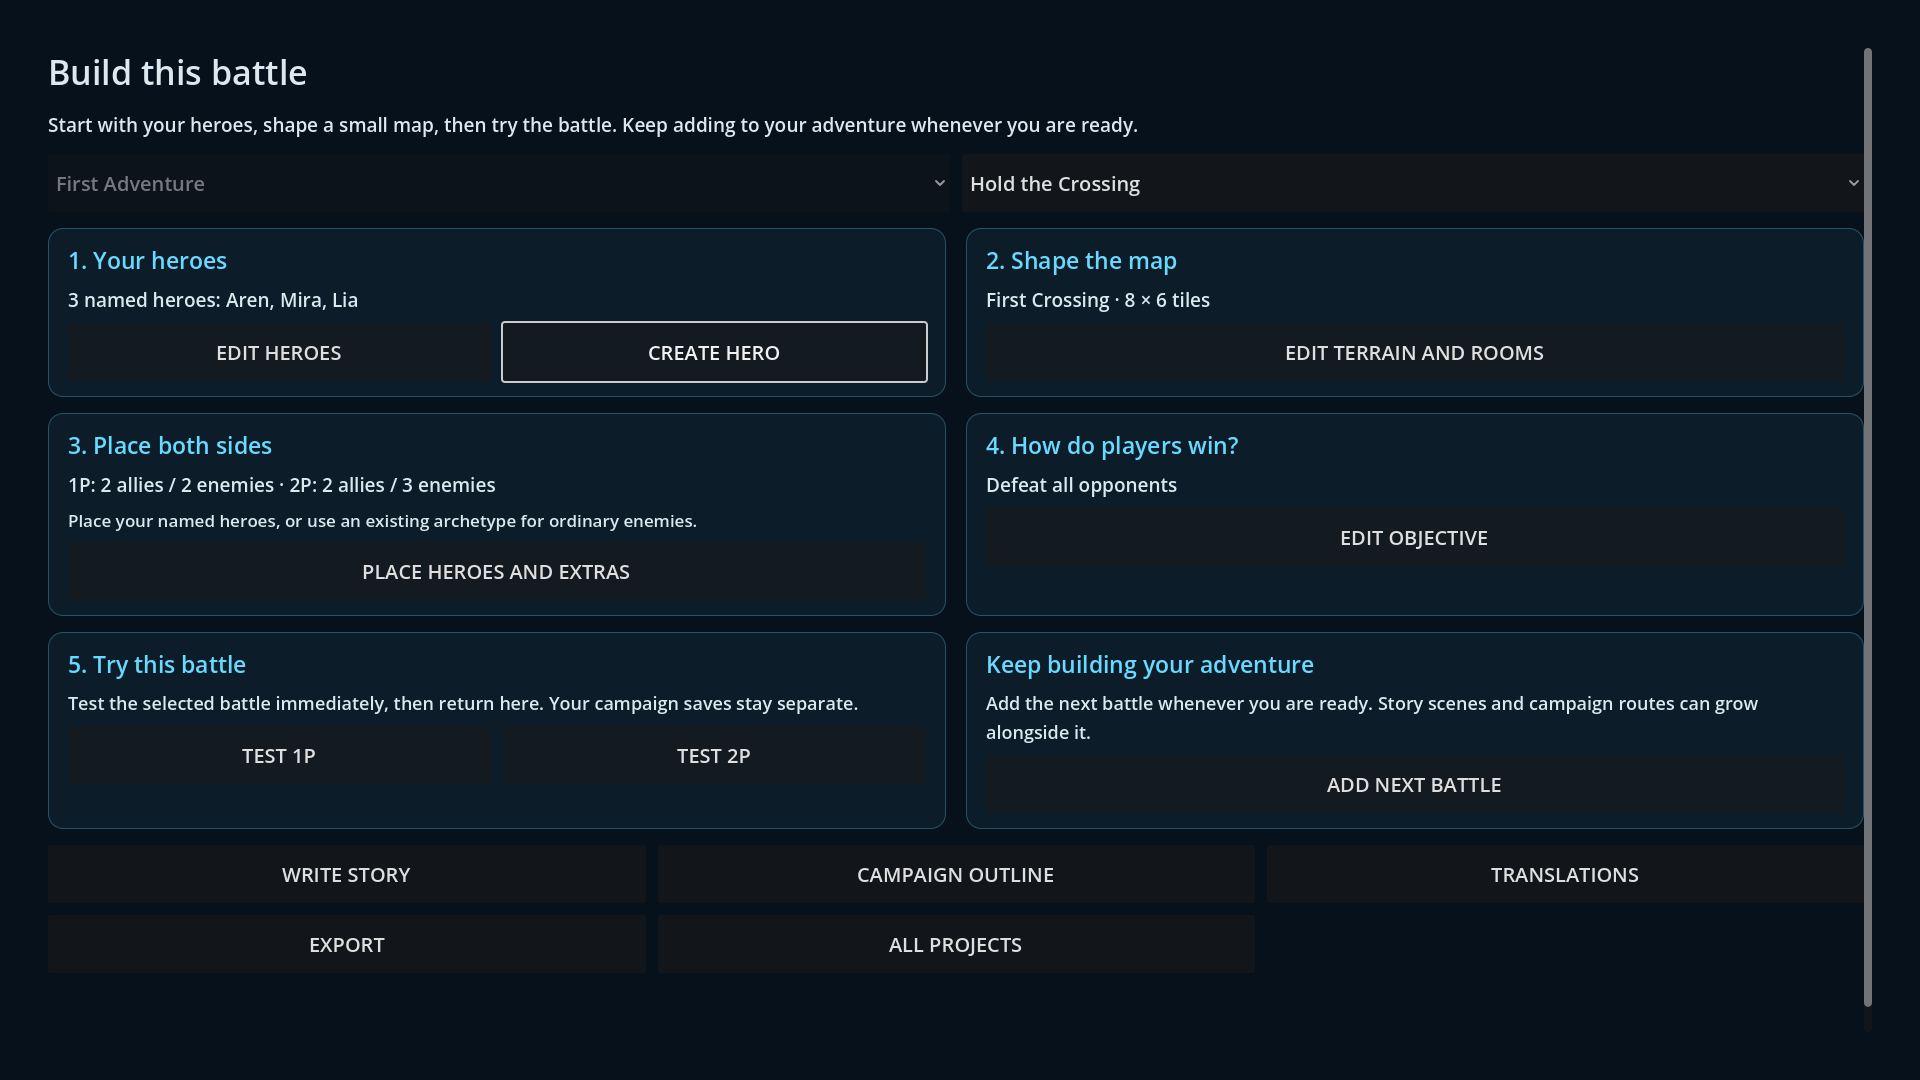 Build this battle
Start with your heroes, shape a small map, then try the battle. Keep adding to your adventure whenever you are ready.
First Adventure
Hold the Crossing
1. Your heroes
3 named heroes: Aren, Mira, Lia
EDIT HEROES
CREATE HERO
2. Shape the map
First Crossing · 8 × 6 tiles
EDIT TERRAIN AND ROOMS
3. Place both sides
1P: 2 allies / 2 enemies · 2P: 2 allies / 3 enemies
Place your named heroes, or use an existing archetype for ordinary enemies.
PLACE HEROES AND EXTRAS
4. How do players win?
Defeat all opponents
EDIT OBJECTIVE
5. Try this battle
Test the selected battle immediately, then return here. Your campaign saves stay separate.
TEST 1P
TEST 2P
Keep building your adventure
Add the next battle whenever you are ready. Story scenes and campaign routes can grow
alongside it.
ADD NEXT BATTLE
WRITE STORY
CAMPAIGN OUTLINE
TRANSLATIONS
EXPORT
ALL PROJECTS